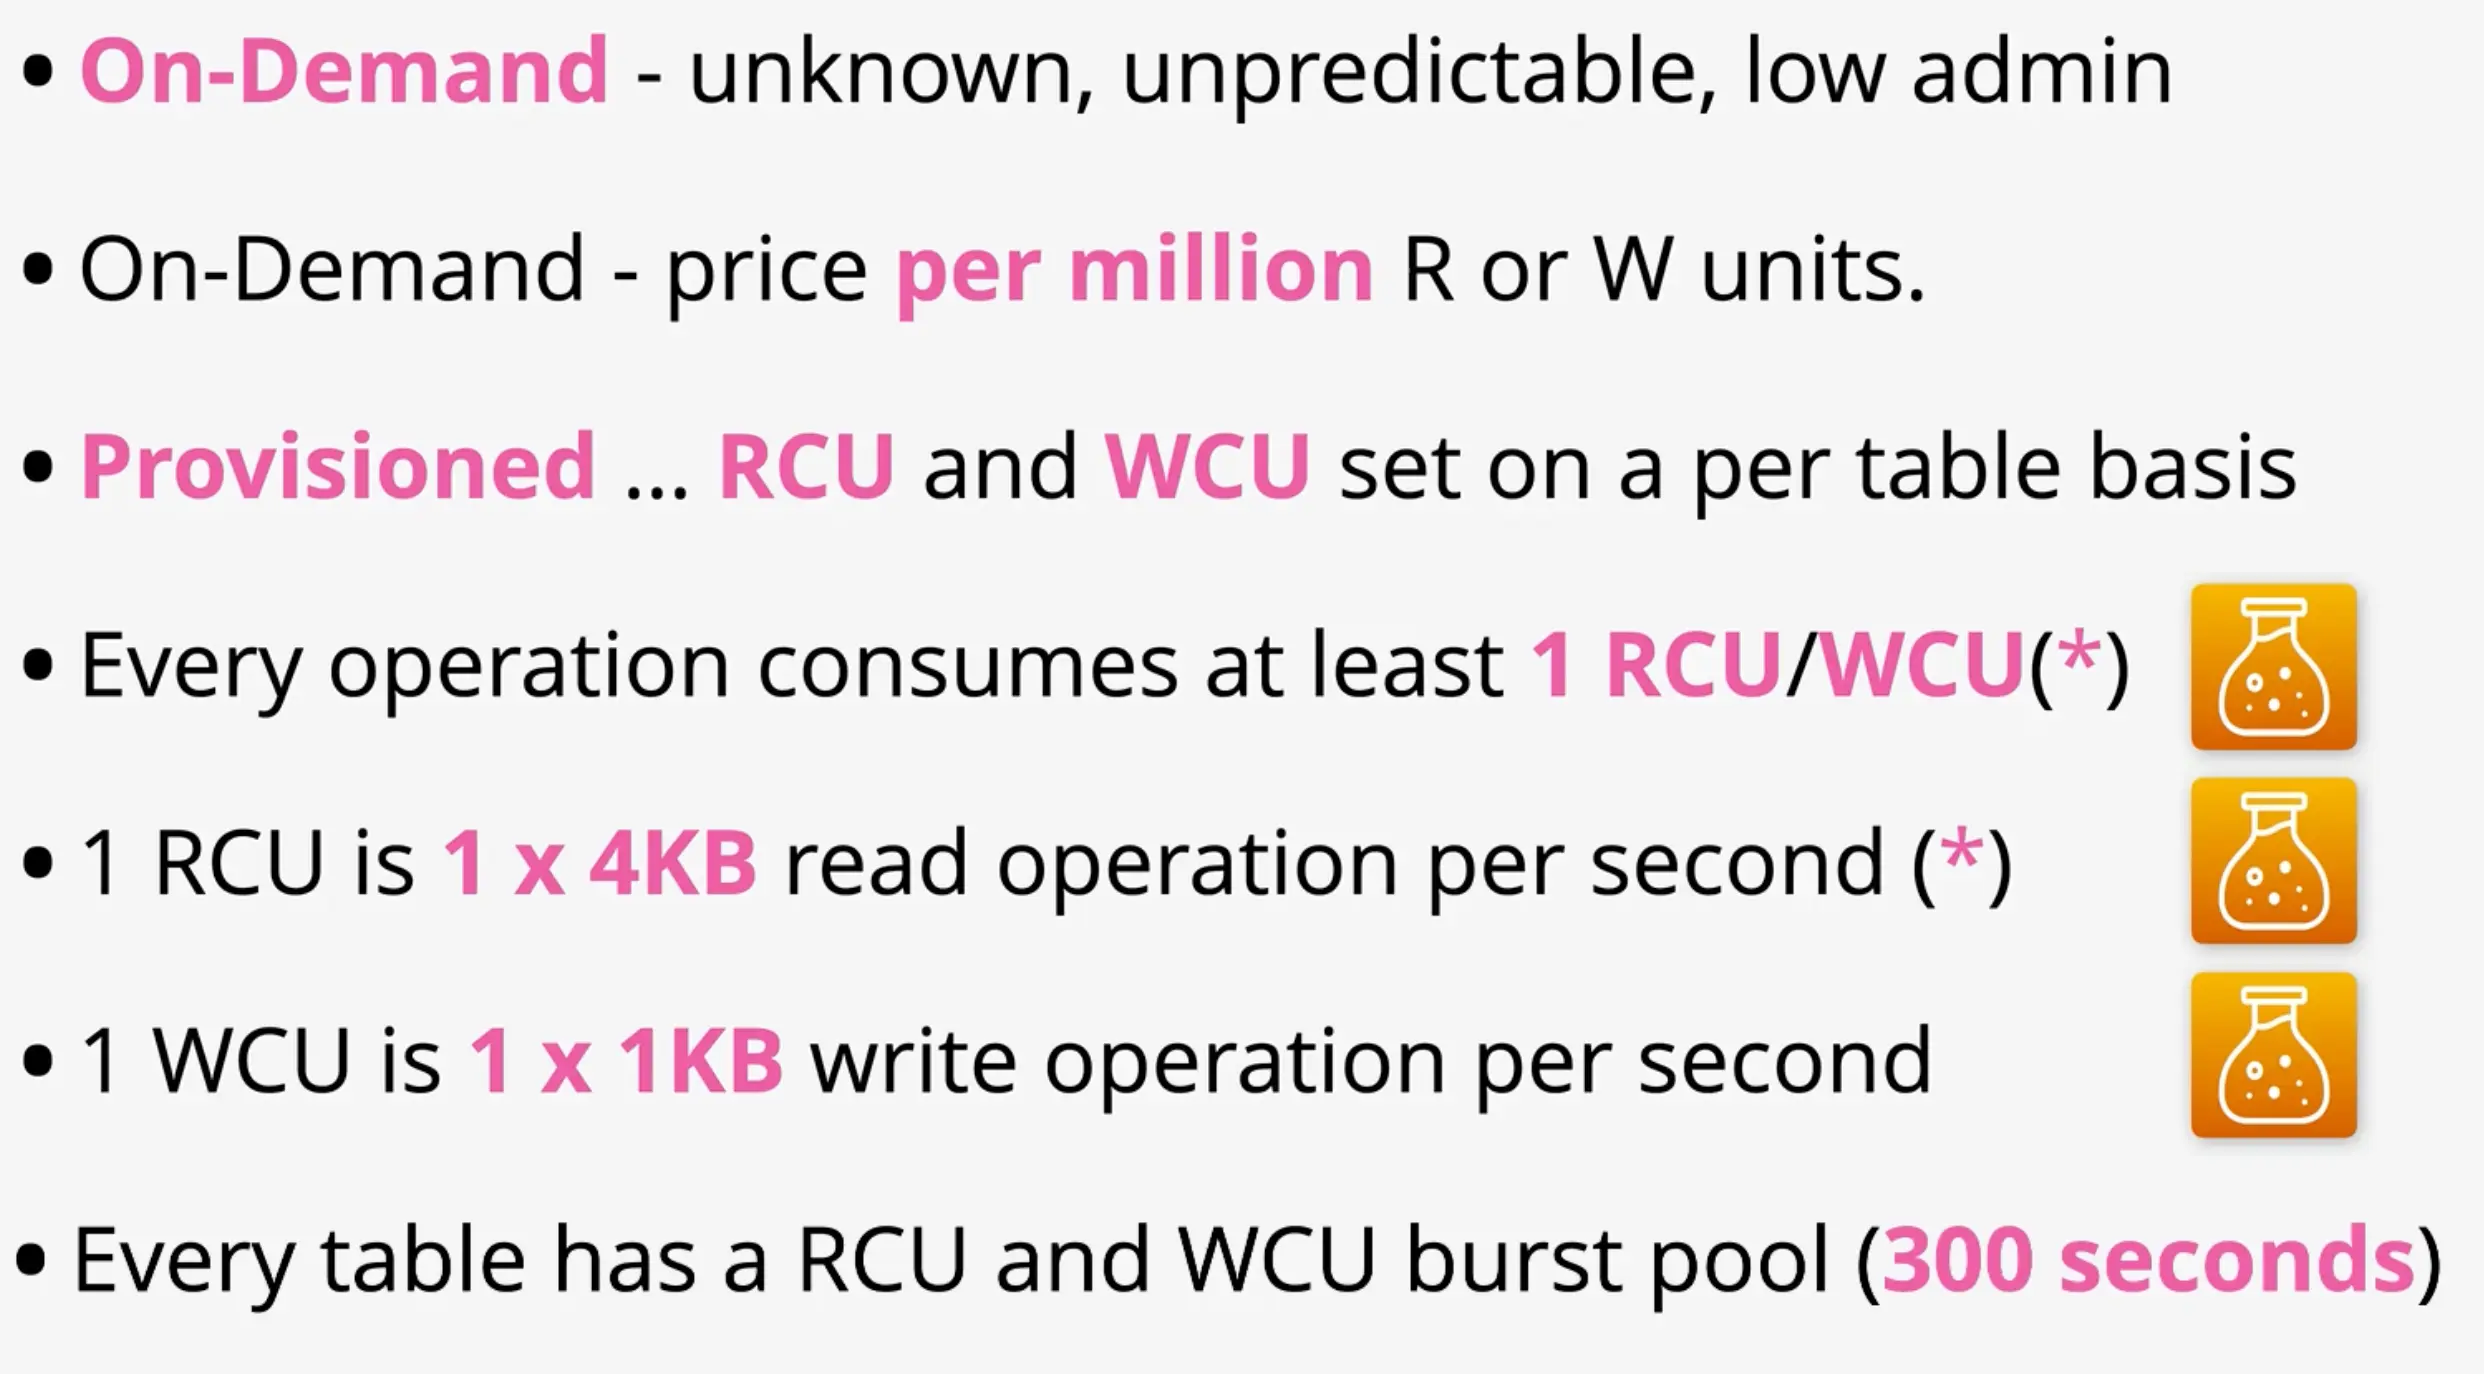 • On-Demand - unknown, unpredictable, low admin
• On-Demand - price per million R or W units.
• Provisioned ... RCU and WCU set on a per table basis
• Every operation consumes at least 1 RCU/WCU(*)
• 1 RCU is 1 x 4KB read operation per second (*)
• 1 WCU is 1 x 1KB write operation per second
• Every table has a RCU and WCU burst pool (300 seconds)